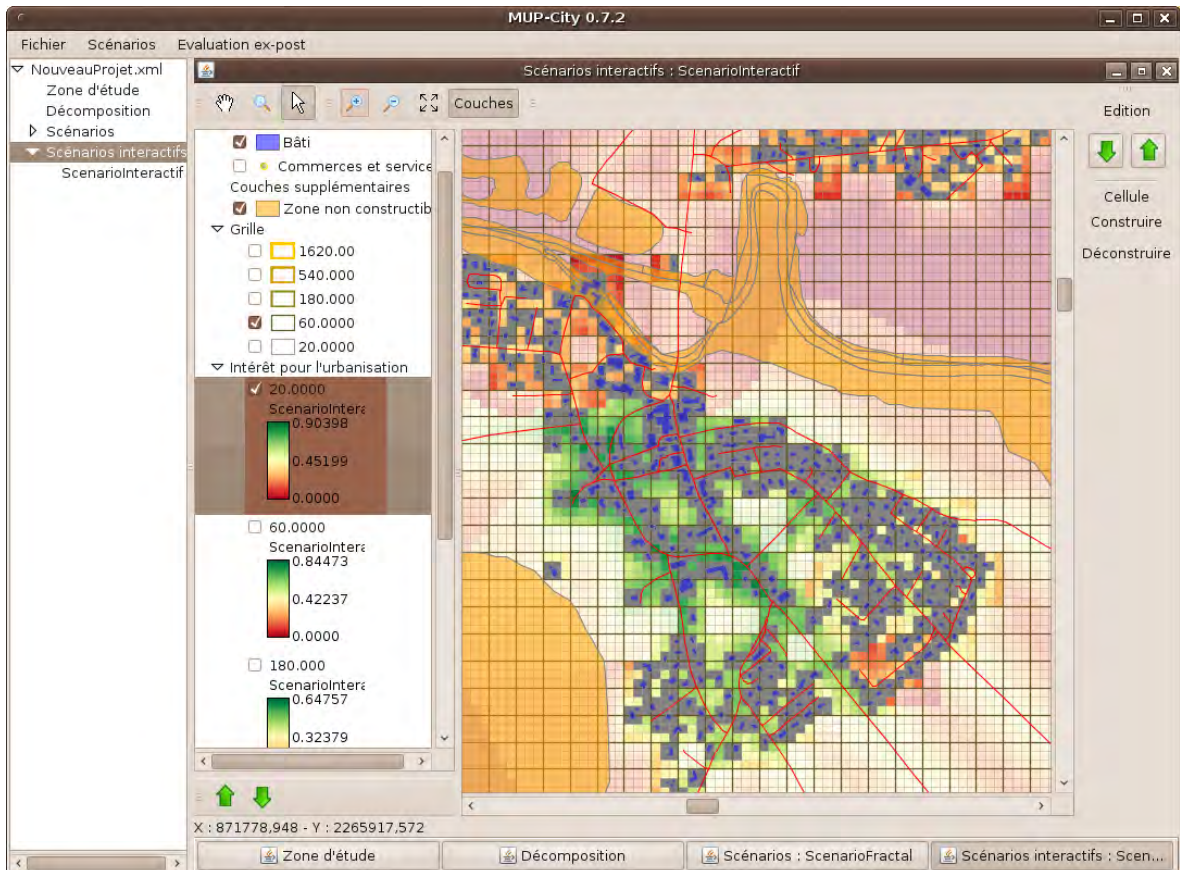 MUP-City 0.7.2
Fichier Scénarios Evaluation ex-post
NouveauProjet.xml
Zone d'étude
Décomposition
Scénarios
Scénarios interactifs
ScenarioInteractif
Scénarios interactifs : ScenarioInteractif
Couches
Bâti
Commerces et service
Couches supplémentaires
Zone non constructib
Grille
1620.00
540.000
180.000
60.0000
20.0000
Intérêt pour l'urbanisation
20.0000
ScenarioIntera
0.90398
0.45199
0.0000
60.0000
ScenarioIntera
0.84473
0.42237
0.0000
180.000
ScenarioIntera
0.64757
0.32379
Edition
Cellule
Construire
Déconstruire
X : 871778,948 - Y : 2265917,572
Zone d'étude
Décomposition
Scénarios : ScenarioFractal
Scénarios interactifs : Scen...